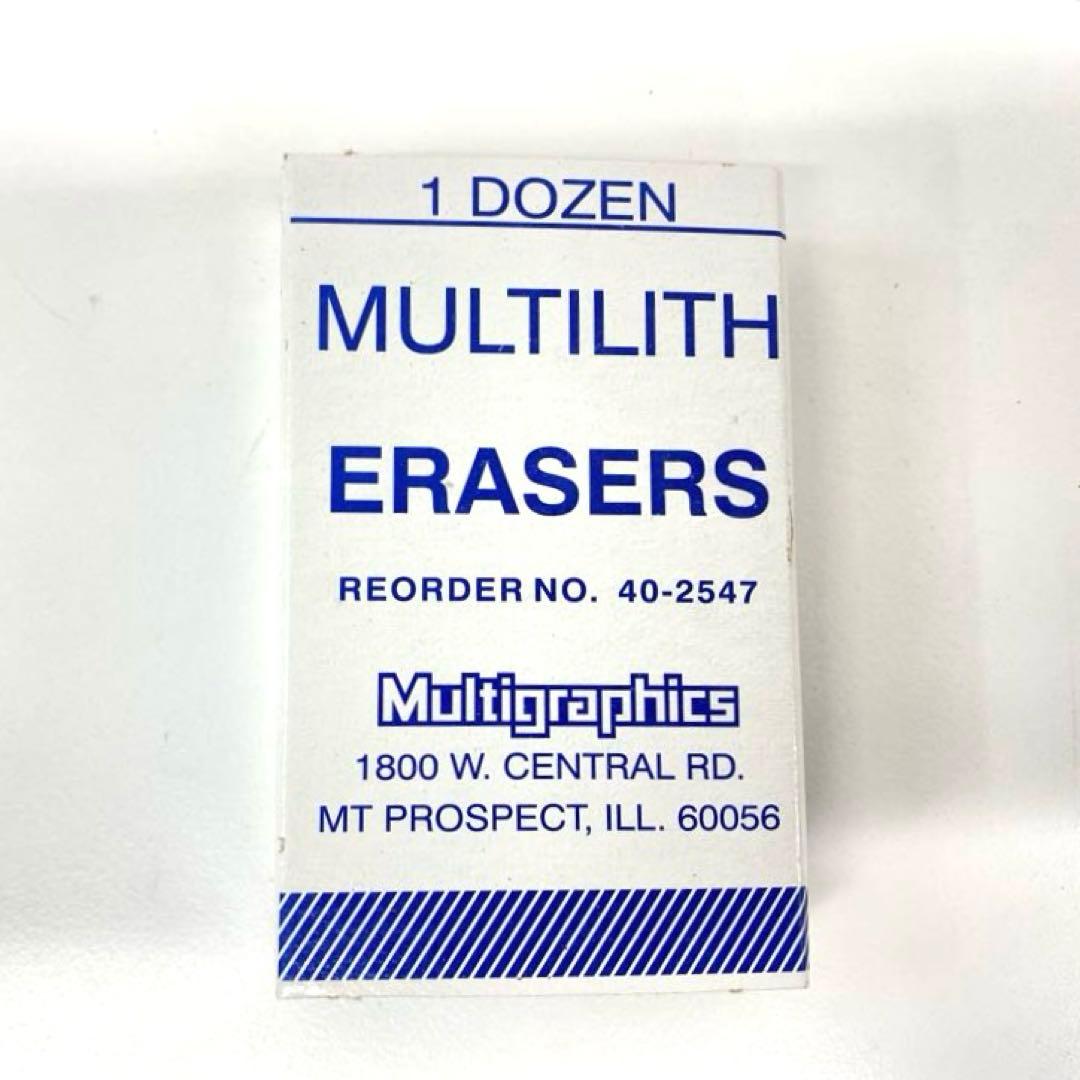 1 DOZEN
MULTILITH
ERASERS
REORDER NO. 40-2547
Multigraphics
1800 W. CENTRAL RD.
MT PROSPECT, ILL. 60056